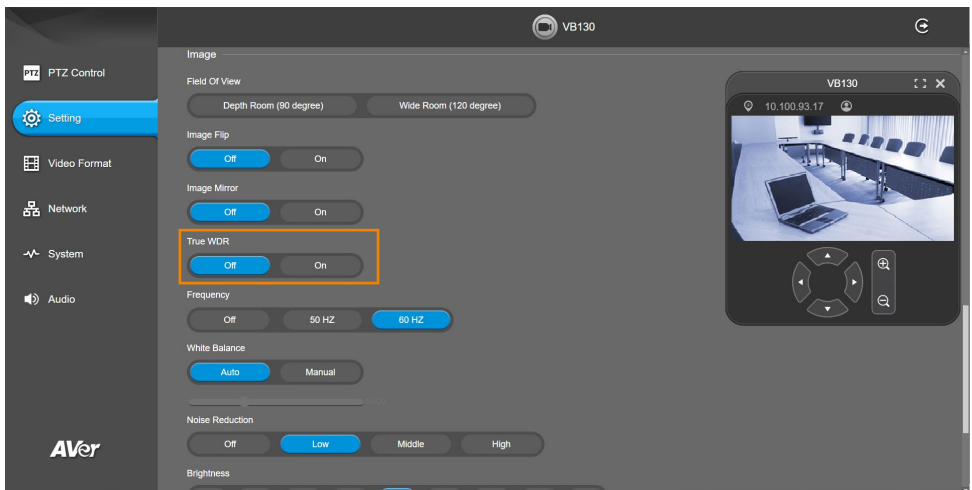 VB130
PTZ PTZ Control
Setting
Video Format
Network
System
Audio
AVer
Image
Field Of View
Depth Room (90 degree) Wide Room (120 degree)
Image Flip
Off On
Image Mirror
Off On
True WDR
Off On
Frequency
Off 50 HZ 60 HZ
White Balance
Auto Manual
Noise Reduction
Off Low Middle High
Brightness
VB130
10.100.93.17